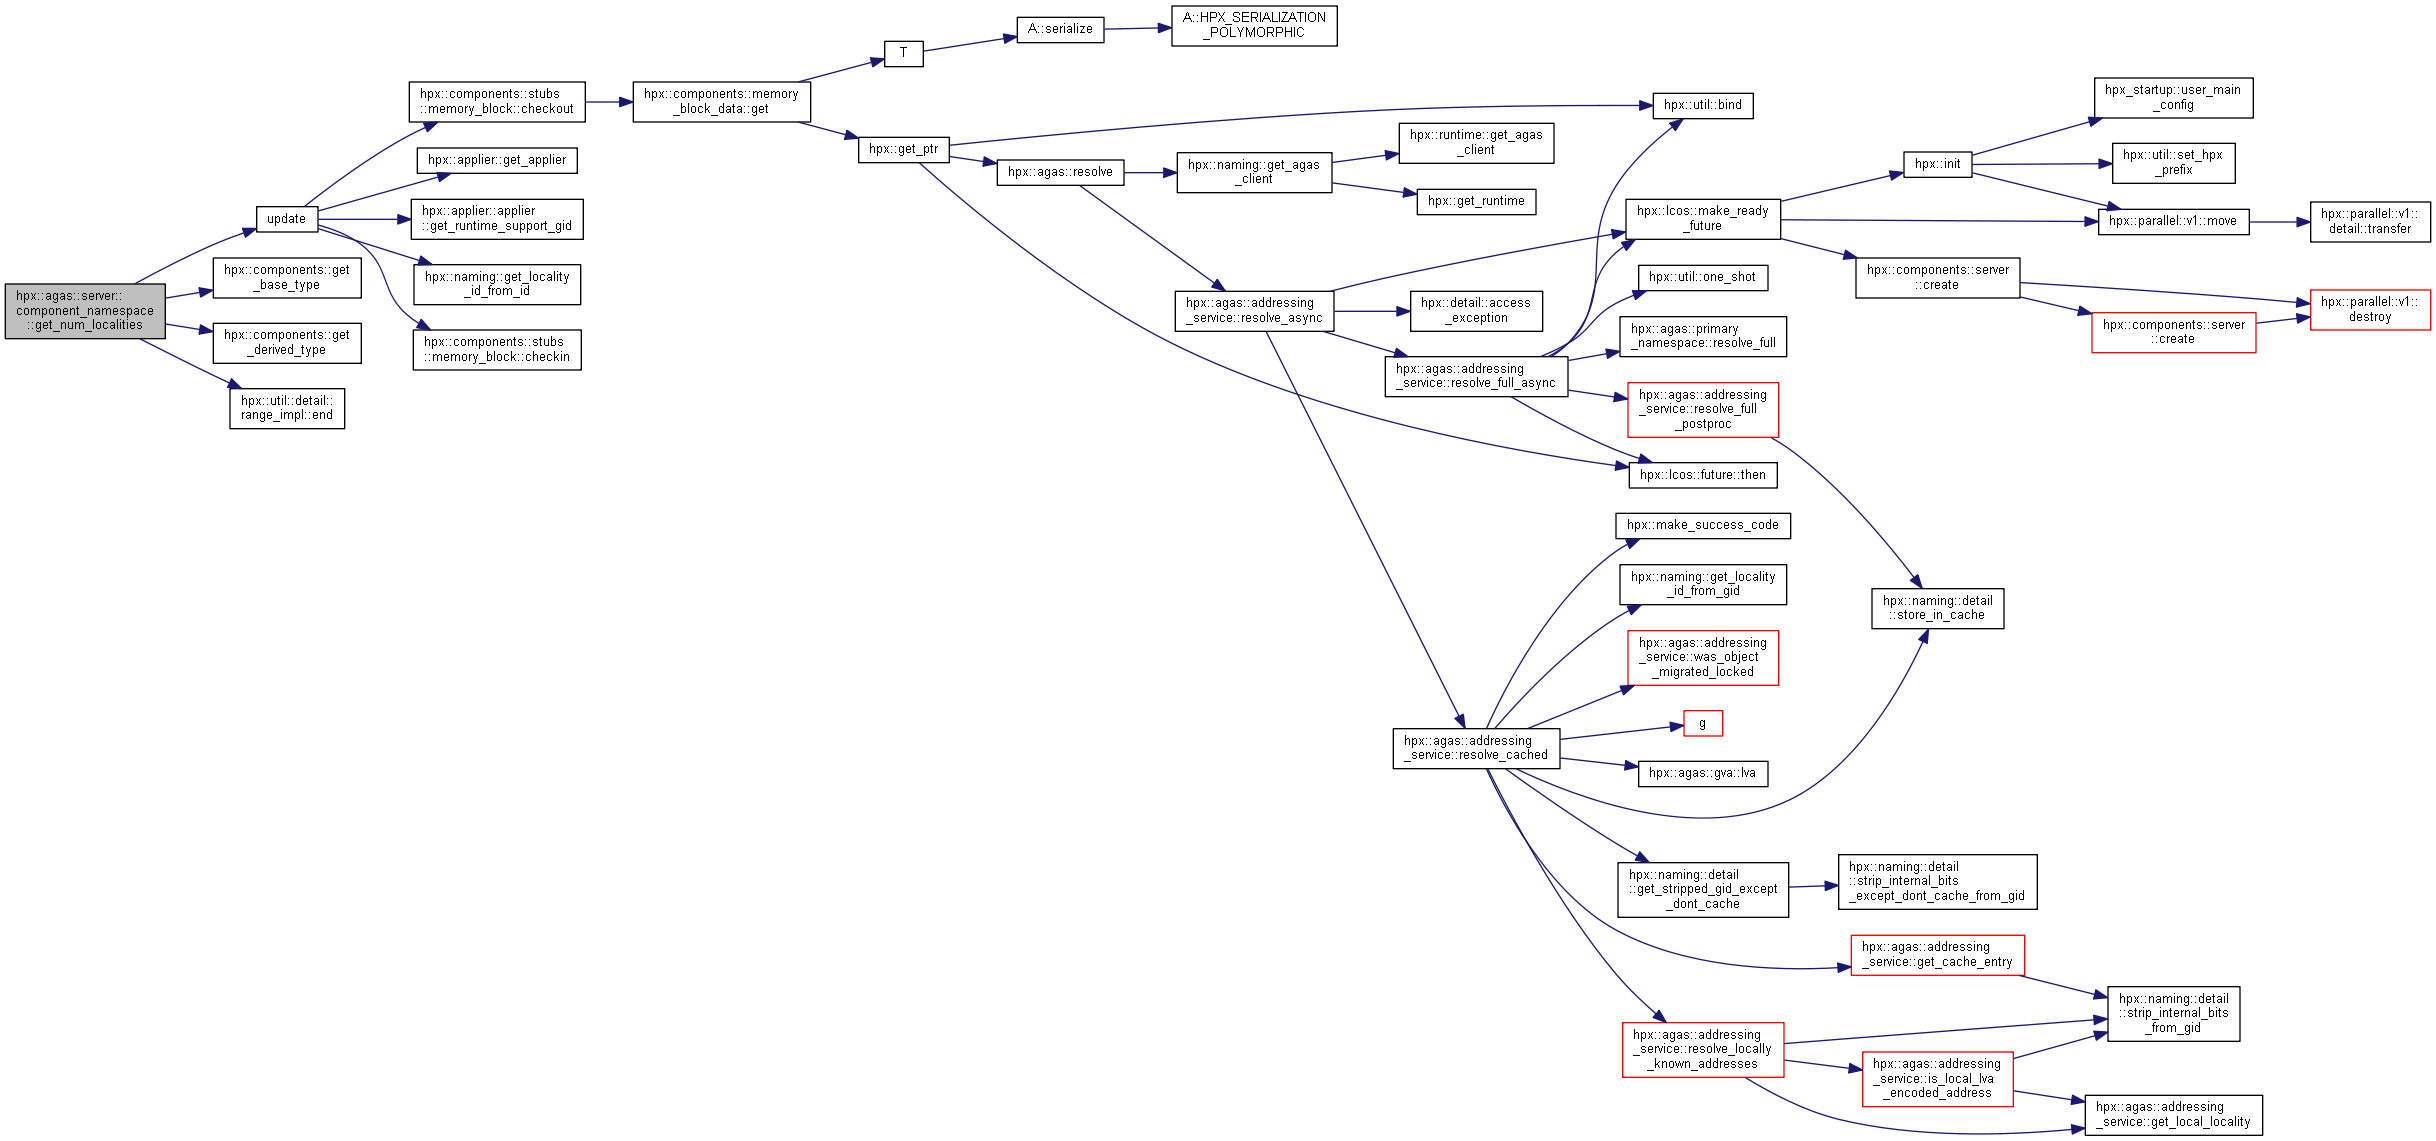 hpx::agas::server::
component_namespace
::get_num_localities
update
hpx::components::get
_base_type
hpx::components::get
_derived_type
hpx::util::detail::
range_impl::end
hpx::components::stubs
::memory_block::checkout
hpx::applier::get_applier
hpx::applier::applier
::get_runtime_support_gid
hpx::naming::get_locality
_id_from_id
hpx::components::stubs
::memory_block::checkin
hpx::components::memory
_block_data::get
T
hpx::get_ptr
A::serialize
A::HPX_SERIALIZATION
_POLYMORPHIC
hpx::agas::resolve
hpx::naming::get_agas
_client
hpx::runtime::get_agas
_client
hpx::get_runtime
hpx::agas::addressing
_service::resolve_async
hpx::detail::access
_exception
hpx::agas::addressing
_service::resolve_full_async
hpx::agas::addressing
_service::resolve_cached
hpx::util::bind
hpx::lcos::make_ready
_future
hpx::util::one_shot
hpx::agas::primary
_namespace::resolve_full
hpx::agas::addressing
_service::resolve_full
_postproc
hpx::lcos::future::then
hpx::make_success_code
hpx::naming::get_locality
_id_from_gid
hpx::agas::addressing
_service::was_object
_migrated_locked
g
hpx::agas::gva::lva
hpx::naming::detail
::get_stripped_gid_except
_dont_cache
hpx::agas::addressing
_service::resolve_locally
_known_addresses
hpx::init
hpx::components::server
::create
hpx::naming::detail
::store_in_cache
hpx::naming::detail
::strip_internal_bits
_except_dont_cache_from_gid
hpx::agas::addressing
_service::get_cache_entry
hpx::agas::addressing
_service::is_local_lva
_encoded_address
hpx_startup::user_main
_config
hpx::util::set_hpx
_prefix
hpx::parallel::v1::move
hpx::components::server
::create
hpx::naming::detail
::strip_internal_bits
_from_gid
hpx::agas::addressing
_service::get_local_locality
hpx::parallel::v1::
detail::transfer
hpx::parallel::v1::
destroy